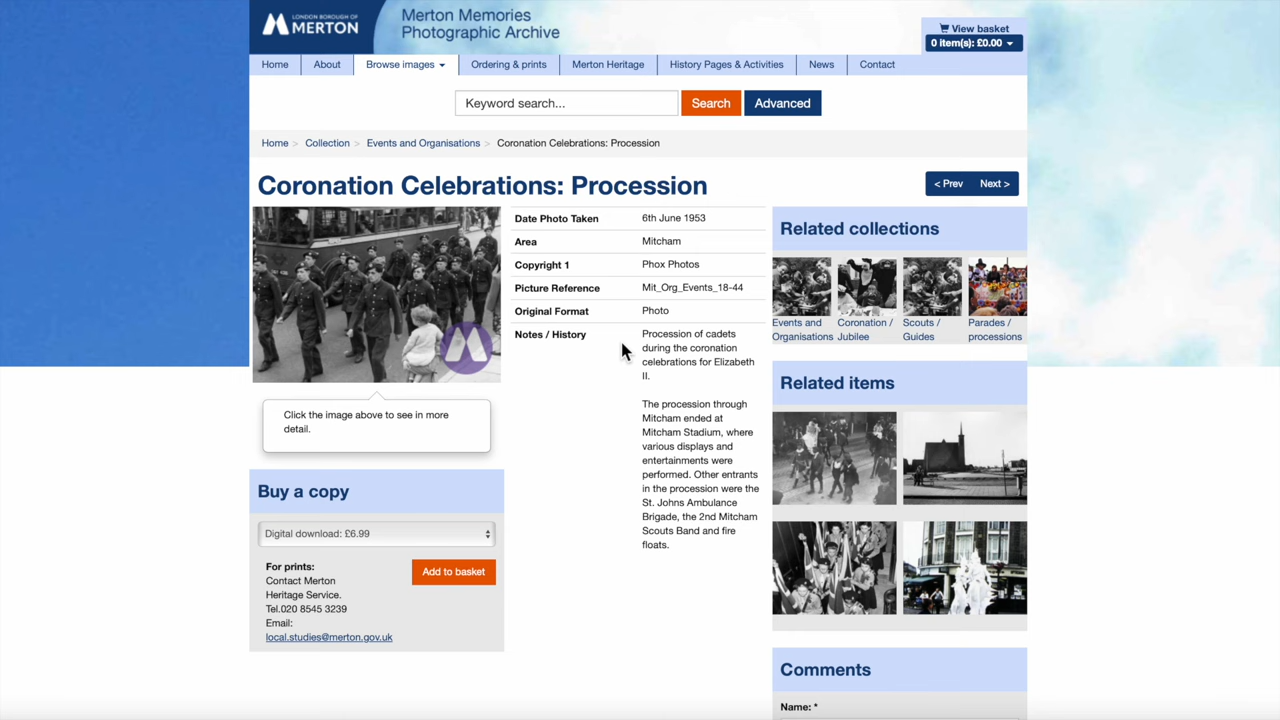 LONDON BOROUGH OF
MERTON
Merton Memories
Photographic Archive
View basket
0 item(s): £0.00
Home
About
Browse images
Ordering & prints
Merton Heritage
History Pages & Activities
News
Contact
Keyword search...
Search
Advanced
Home > Collection > Events and Organisations > Coronation Celebrations: Procession
Coronation Celebrations: Procession
< Prev
Next >
Click the image above to see in more
detail.
Buy a copy
Digital download: £6.99
For prints:
Contact Merton
Heritage Service.
Tel.020 8545 3239
Email:
local.studies@merton.gov.uk
Add to basket
Date Photo Taken 6th June 1953
Area Mitcham
Copyright 1 Phox Photos
Picture Reference Mit_Org_Events_18-44
Original Format Photo
Notes / History Procession of cadets
during the coronation
celebrations for Elizabeth
II.
The procession through
Mitcham ended at
Mitcham Stadium, where
various displays and
entertainments were
performed. Other entrants
in the procession were the
St. Johns Ambulance
Brigade, the 2nd Mitcham
Scouts Band and fire
floats.
Related collections
Events and
Organisations
Coronation /
Jubilee
Scouts /
Guides
Parades /
processions
Related items
Comments
Name: *